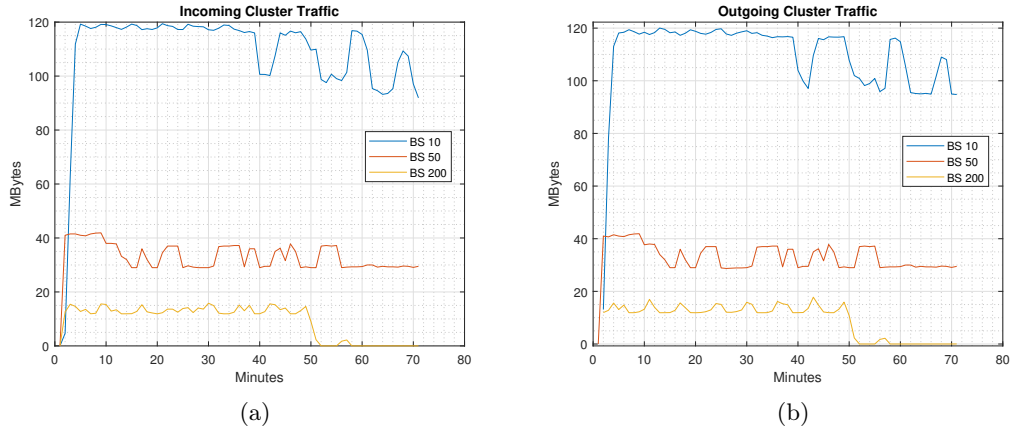 Incoming Cluster Traffic
120
100
80
60
40
20
0
MBytes
BS 10
BS 50
BS 200
0 10 20 30 40 50 60 70 80
Minutes
(a)
Outgoing Cluster Traffic
120
100
80
60
40
20
0
MBytes
BS 10
BS 50
BS 200
0 10 20 30 40 50 60 70 80
Minutes
(b)